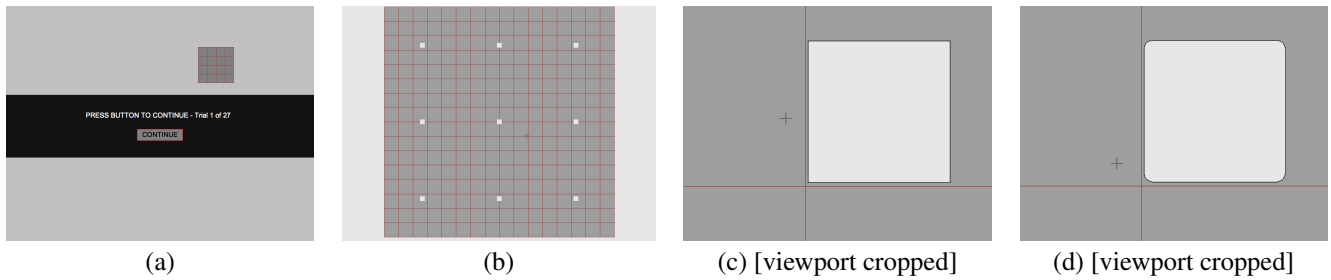 PRESS BUTTON TO CONTINUE - Trial 1 of 27
CONTINUE
(a)
(b)
(c) [viewport cropped]
(d) [viewport cropped]